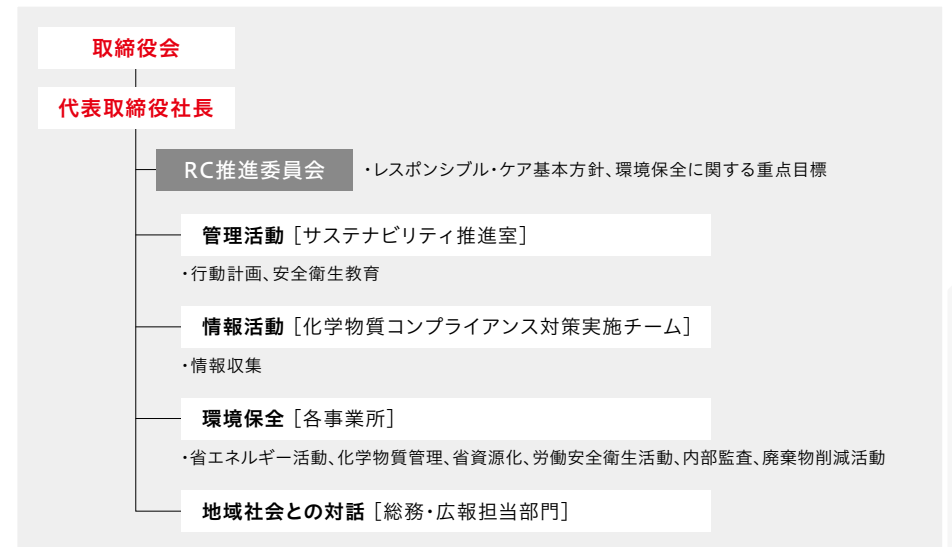 取締役会
代表取締役社長
RC推進委員会 ・レスポンシブル・ケア基本方針、環境保全に関する重点目標
管理活動［サステナビリティ推進室］
・行動計画、安全衛生教育
情報活動［化学物質コンプライアンス対策実施チーム］
・情報収集
環境保全［各事業所］
・省エネルギー活動、化学物質管理、省資源化、労働安全衛生活動、内部監査、廃棄物削減活動
地域社会との対話［総務・広報担当部門］